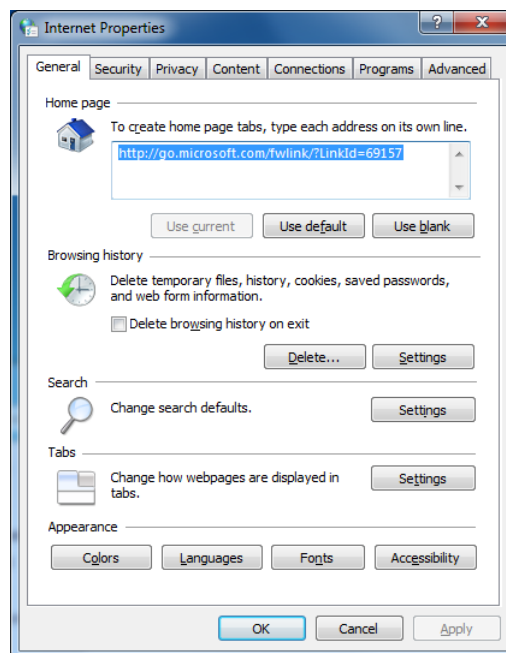 Internet Properties
?
X
General Security Privacy Content Connections Programs Advanced
Home page
To create home page tabs, type each address on its own line.
http://go.microsoft.com/fwlink/?LinkId=69157
Use current Use default Use blank
Browsing history
Delete temporary files, history, cookies, saved passwords,
and web form information.
Delete browsing history on exit
Delete... Settings
Search
Change search defaults. Settings
Tabs
Change how webpages are displayed in Settings
tabs.
Appearance
Colors Languages Fonts Accessibility
OK Cancel Apply